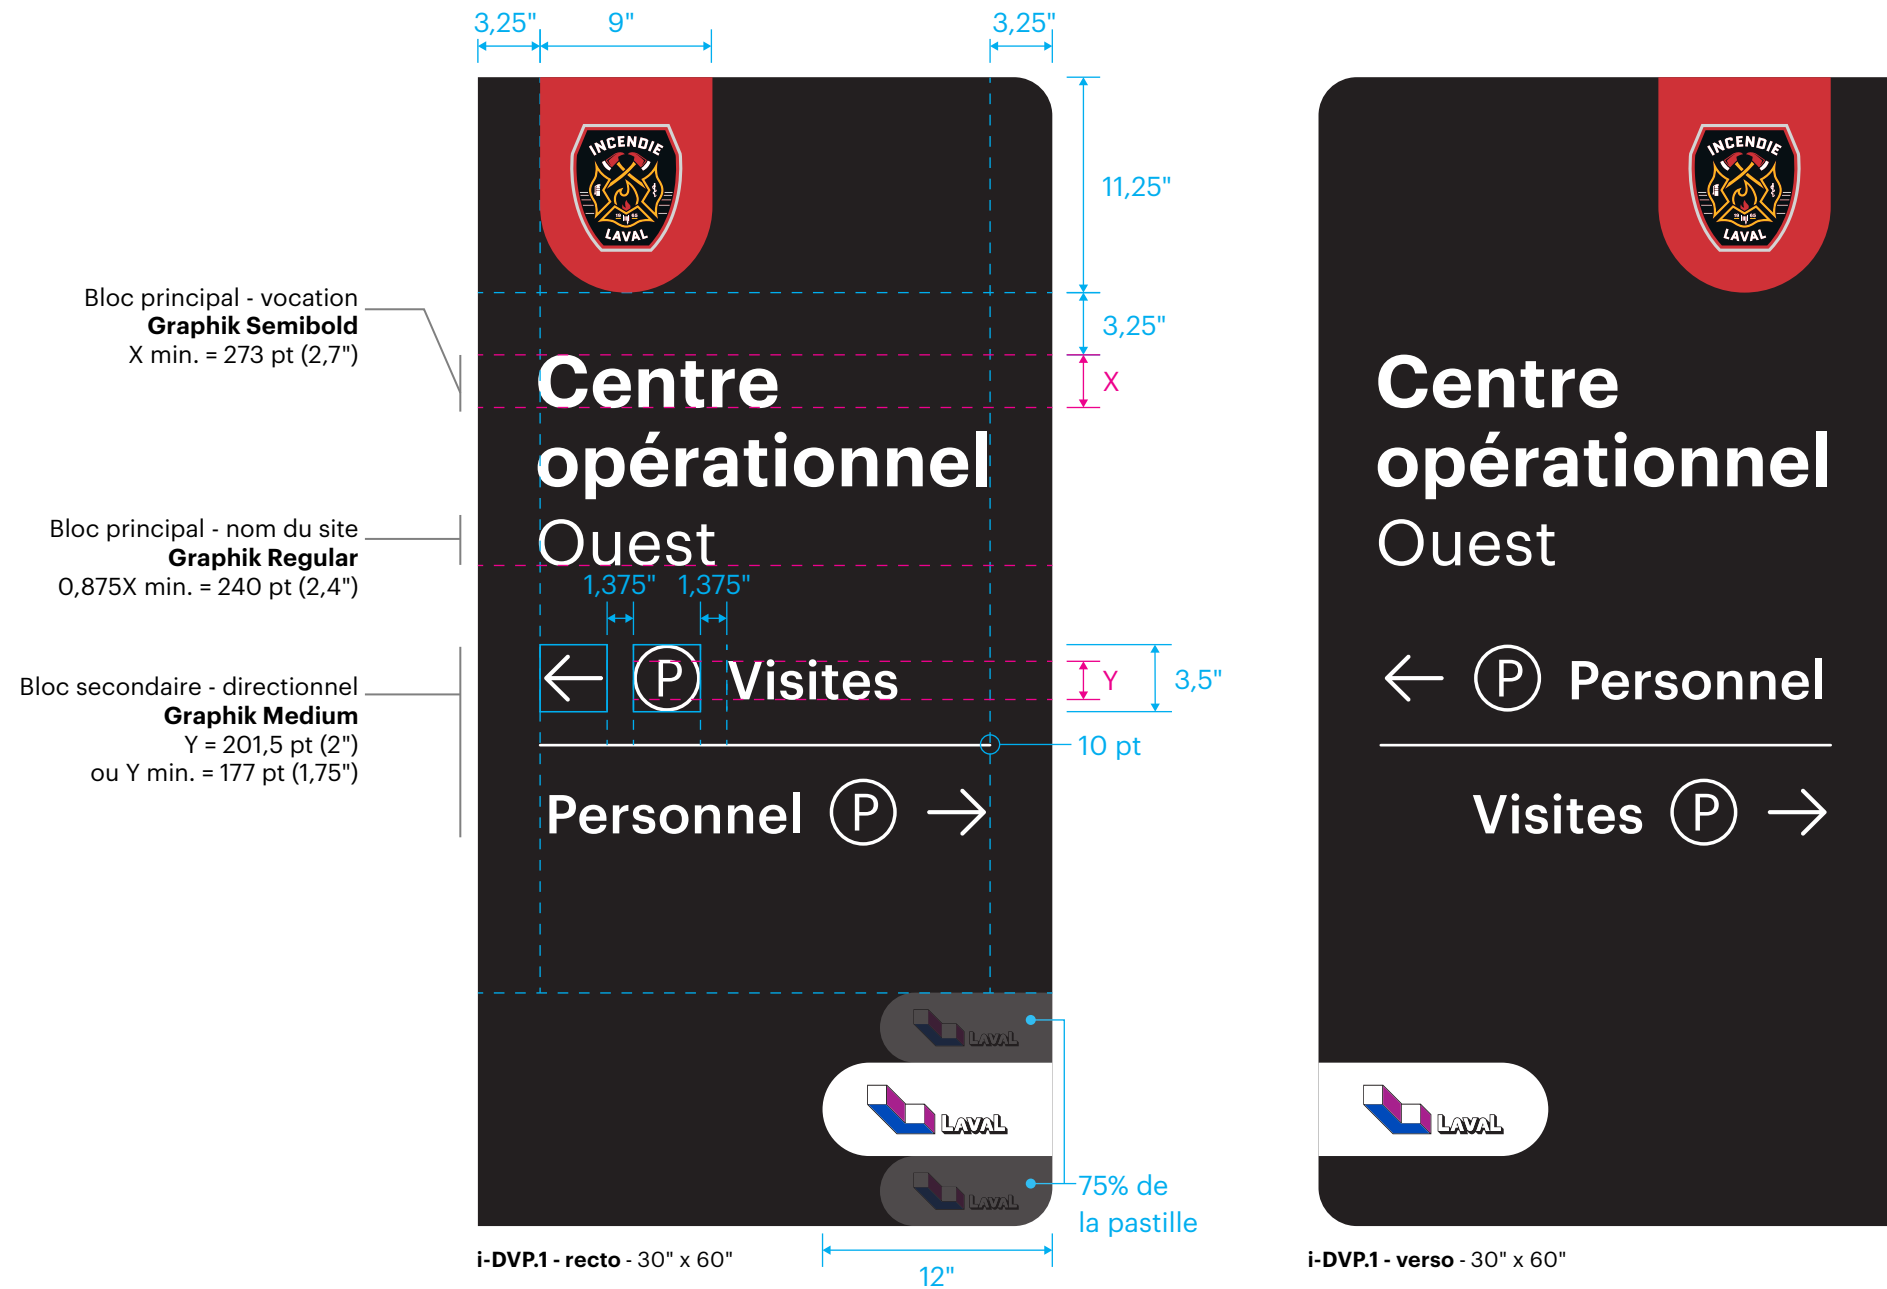 3,25"
9"
3,25"
INCENDIE
LAVAL
INCENDIE
LAVAL
11,25"
3,25"
Bloc principal - vocation
Graphik Semibold
X min. = 273 pt (2,7")
Centre
opérationnel
Ouest
X
Centre
opérationnel
Ouest
Bloc principal - nom du site
Graphik Regular
0,875X min. = 240 pt (2,4")
1,375"
1,375"
Bloc secondaire - directionnel
Graphik Medium
Y = 201,5 pt (2")
ou Y min. = 177 pt (1,75")
← P Visites
Y
3,5"
← P Personnel
10 pt
Personnel P →
Visites P →
LAVAL
LAVAL
LAVAL
LAVAL
75% de
la pastille
i-DVP.1 - recto - 30" x 60"
12"
i-DVP.1 - verso - 30" x 60"